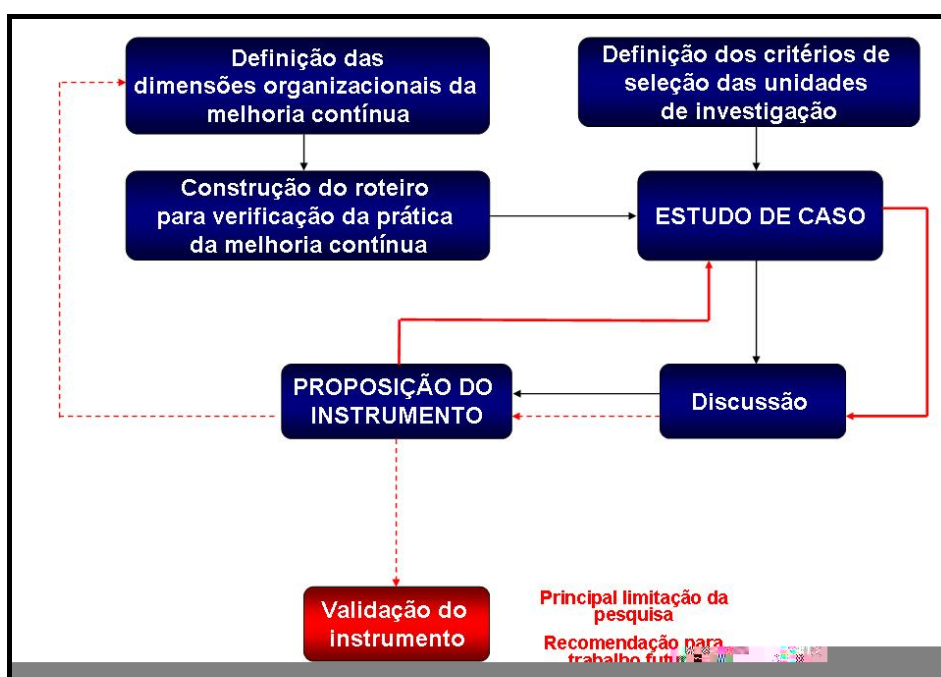 Definição das
dimensões organizacionais da
melhoria contínua
Definição dos critérios de
seleção das unidades
de investigação
Construção do roteiro
para verificação da prática
da melhoria contínua
ESTUDO DE CASO
PROPOSIÇÃO DO
INSTRUMENTO
Discussão
Validação do
instrumento
Principal limitação da
pesquisa
Recomendação para
trabalho